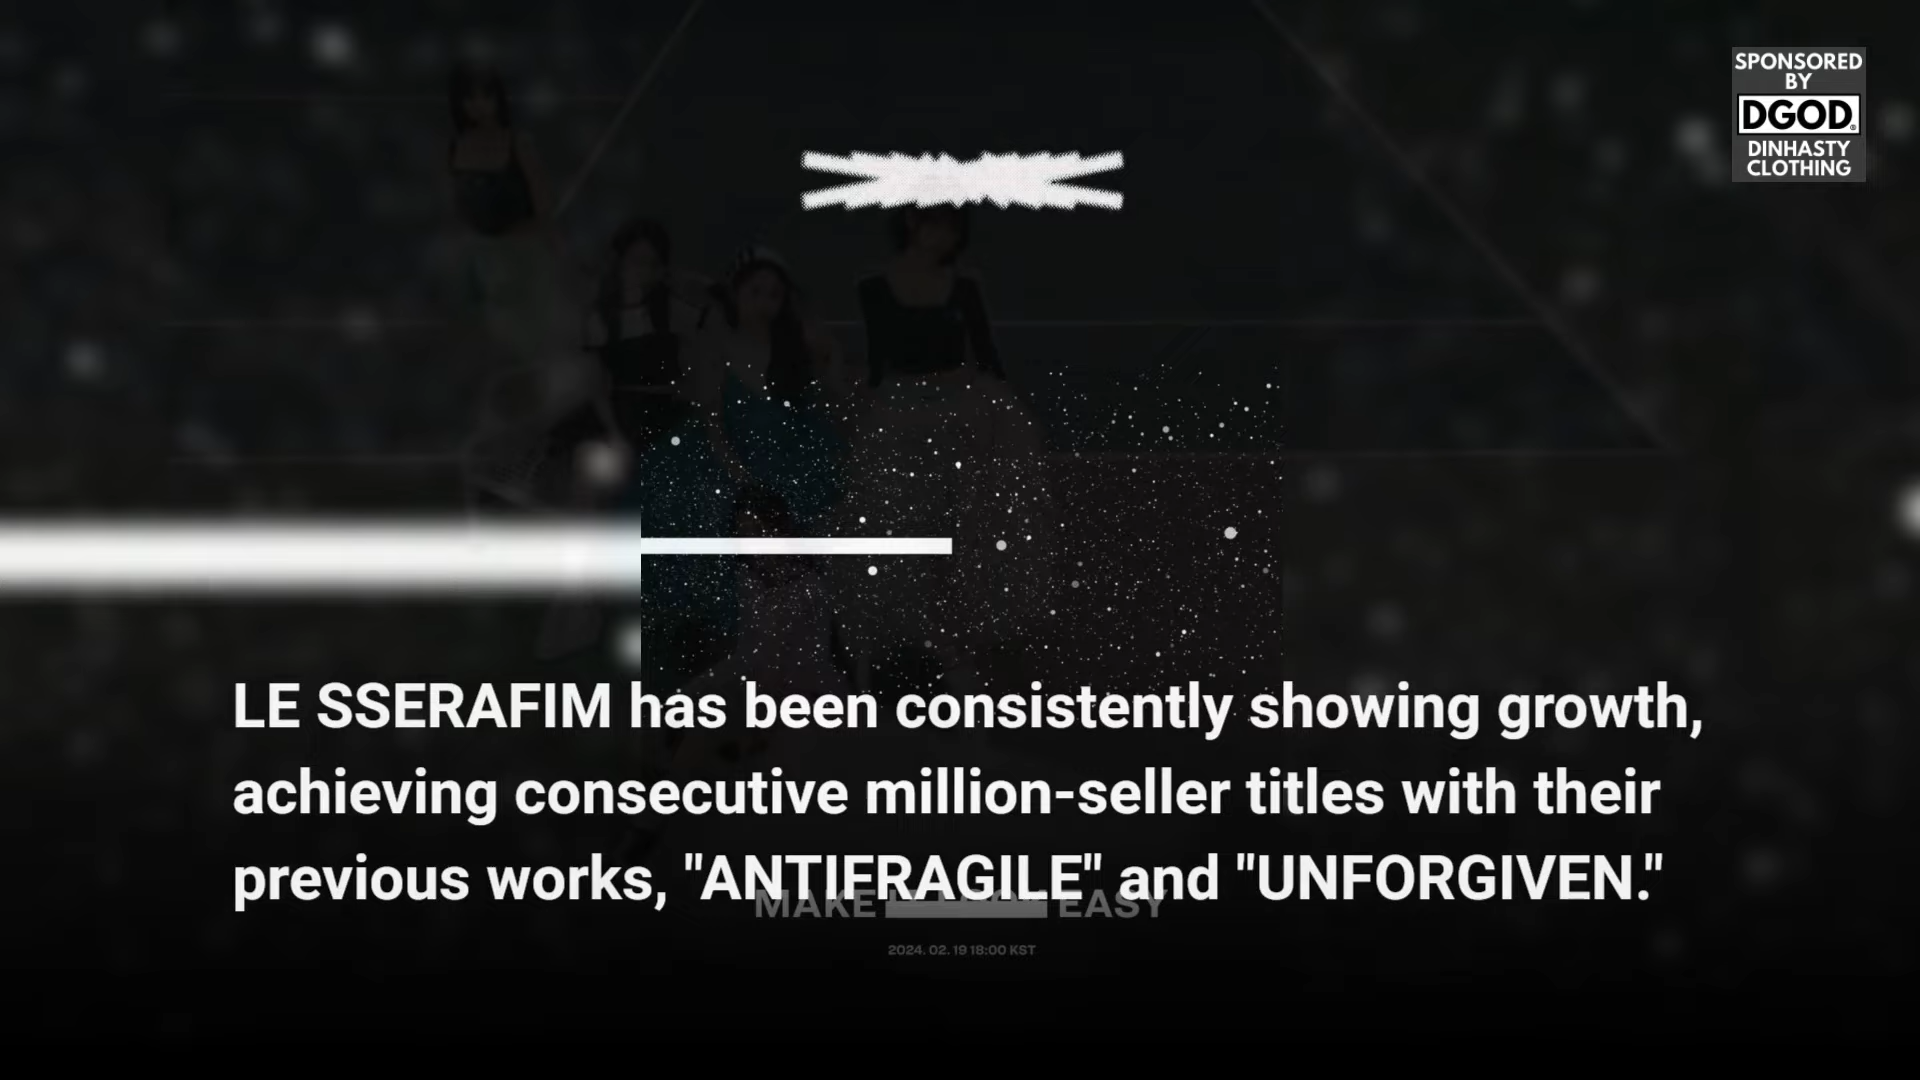 SPONSORED
BY
DGOD®
DINHASTY
CLOTHING
LE SSERAFIM has been consistently showing growth,
achieving consecutive million-seller titles with their
previous works, "ANTIFRAGILE" and "UNFORGIVEN."
MAKE EASY
2024. 02. 19 18:00 KST